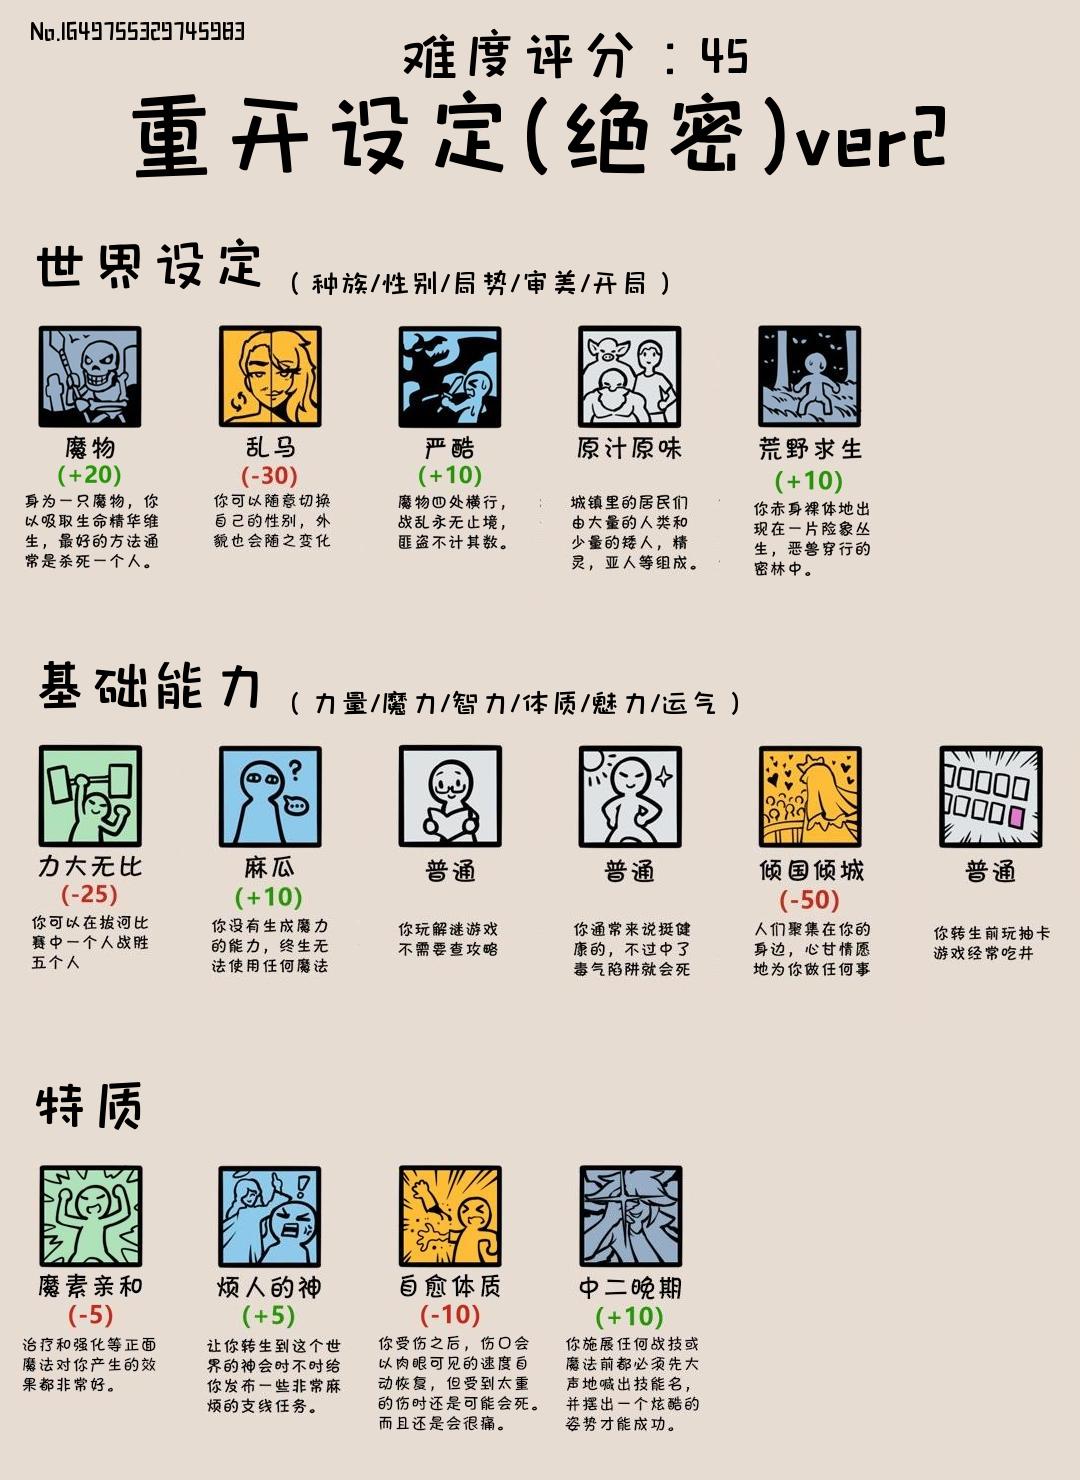 No.1649755329745983
难度评分：45
重开设定(绝密)ver2
世界设定（种族/性别/局势/审美/开局）
魔物
(+20)
身为一只魔物，你
以吸取生命精华维
生，最好的方法通
常是杀死一个人。
乱马
(-30)
你可以随意切换
自己的性别，外
貌也会随之变化
严酷
(+10)
魔物四处横行，
战乱永无止境，
匪盗不计其数。
原汁原味
城镇里的居民们
由大量的人类和
少量的矮人，精
灵，亚人等组成。
荒野求生
(+10)
你赤身裸体地出
现在一片险象丛
生，恶兽穿行的
密林中。
基础能力（力量/魔力/智力/体质/魅力/运气）
力大无比
(-25)
你可以在拔河比
赛中一个人战胜
五个人
麻瓜
(+10)
你没有生成魔力
的能力，终生无
法使用任何魔法
普通
你玩解谜游戏
不需要查攻略
普通
你通常来说挺健
康的，不过中了
毒气陷阱就会死
倾国倾城
(-50)
人们聚集在你的
身边，心甘情愿
地为你做任何事
普通
你转生前玩抽卡
游戏经常吃井
特质
魔素亲和
(-5)
治疗和强化等正面
魔法对你产生的效
果都非常好。
烦人的神
(+5)
让你转生到这个世
界的神会时不时给
你发布一些非常麻
烦的支线任务。
自愈体质
(-10)
你受伤之后，伤口会
以肉眼可见的速度自
动恢复，但受到太重
的伤时还是可能会死。
而且还是会很痛。
中二晚期
(+10)
你施展任何战技或
魔法前都必须先大
声地喊出技能名，
并摆出一个炫酷的
姿势才能成功。